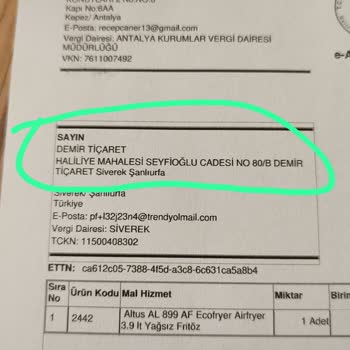 Kapı No:6AA
Kepez/ Antalya
E-Posta: recepcaner13@gmail.com
Vergi Dairesi: ANTALYA KURUMLAR VERGİ DAİRESİ
MÜDÜRLÜĞÜ
VKN: 7611007492
e-A
SAYIN
DEMİR TİÇARET
HALİLİYE MAHALESİ SEYFİOĞLU CADESİ NO 80/B DEMİR
TİÇARET Siverek Şanlıurfa
Siverek/ Şanlıurfa
Türkiye
E-Posta: pf+l32j23n4@trendyolmail.com
Vergi Dairesi: SİVEREK
TCKN: 11500408302
ETTN: ca612c05-7388-4f5d-a3c8-6c631ca5a8b4
Sıra No Ürün Kodu Mal Hizmet Miktar Birim
1 2442 Altus AL 899 AF Ecofryer Airfryer
3.9 lt Yağsız Fritöz 1 Adet